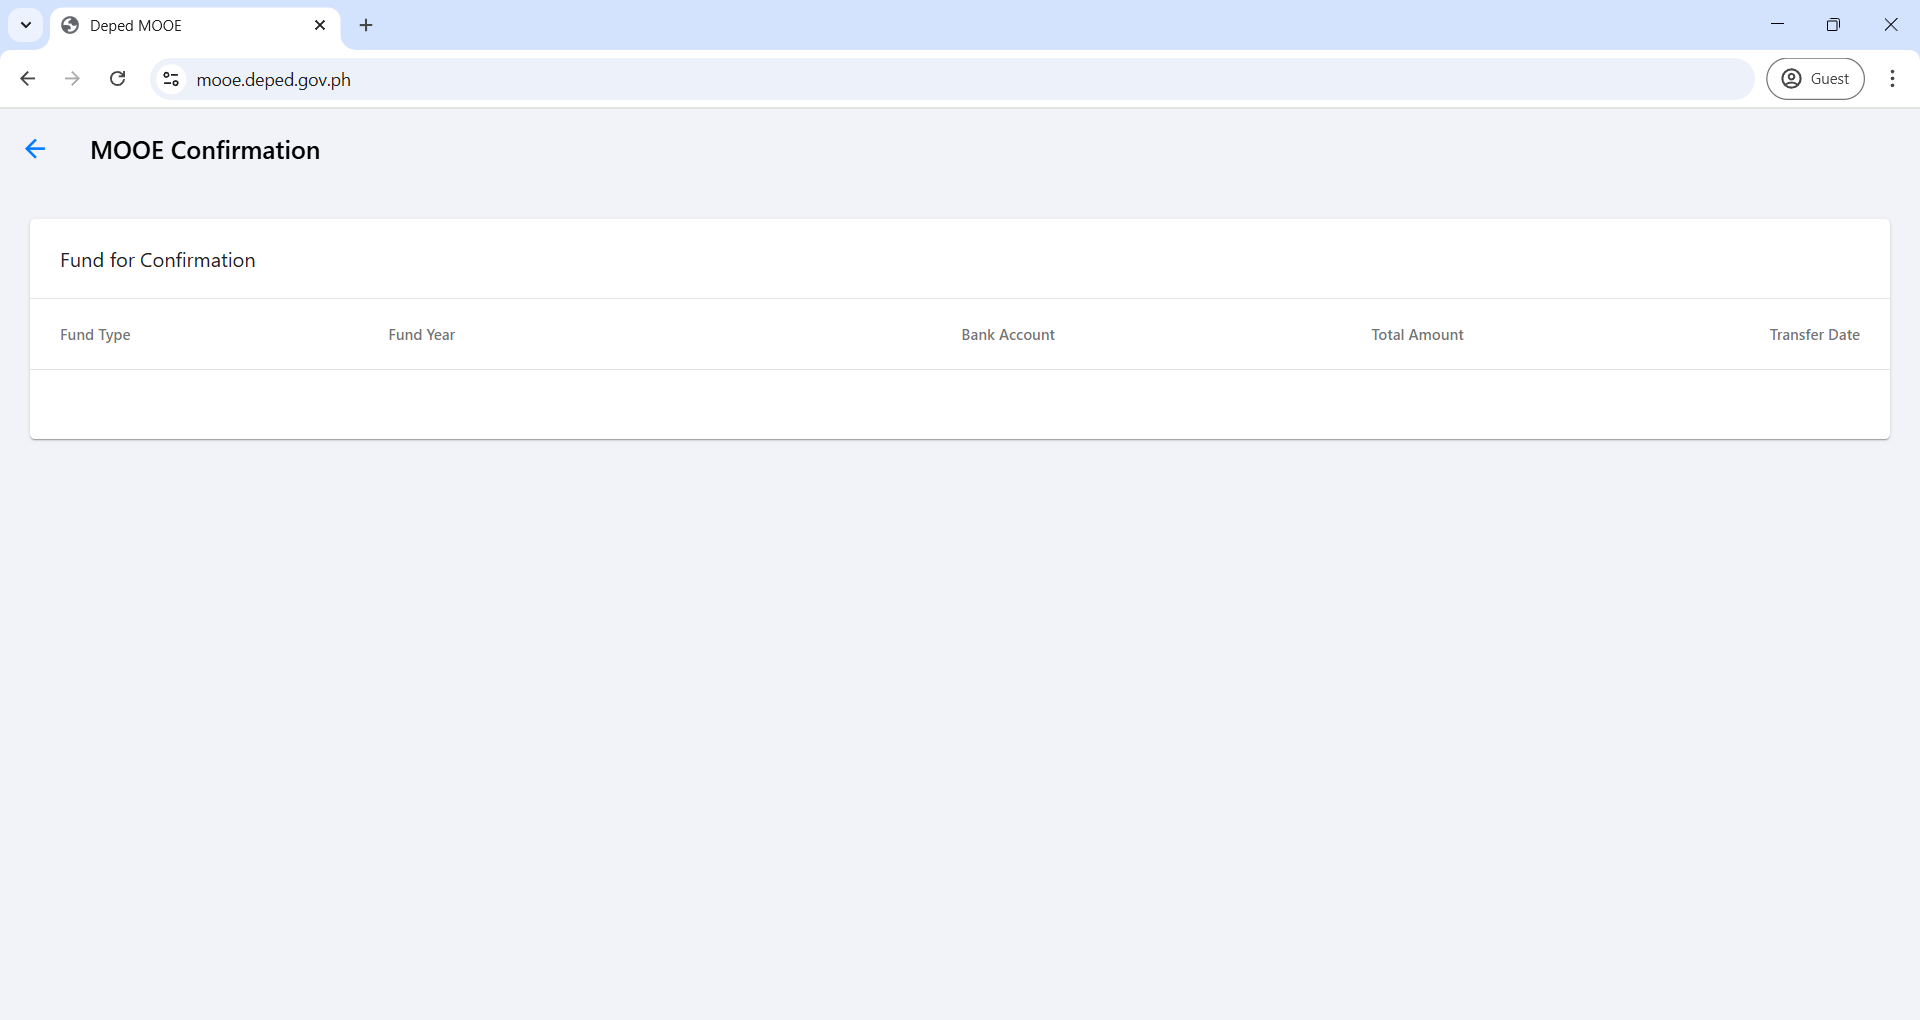 Deped MOOE
mooe.deped.gov.ph
Guest
MOOE Confirmation
Fund for Confirmation
Fund Type Fund Year Bank Account Total Amount Transfer Date